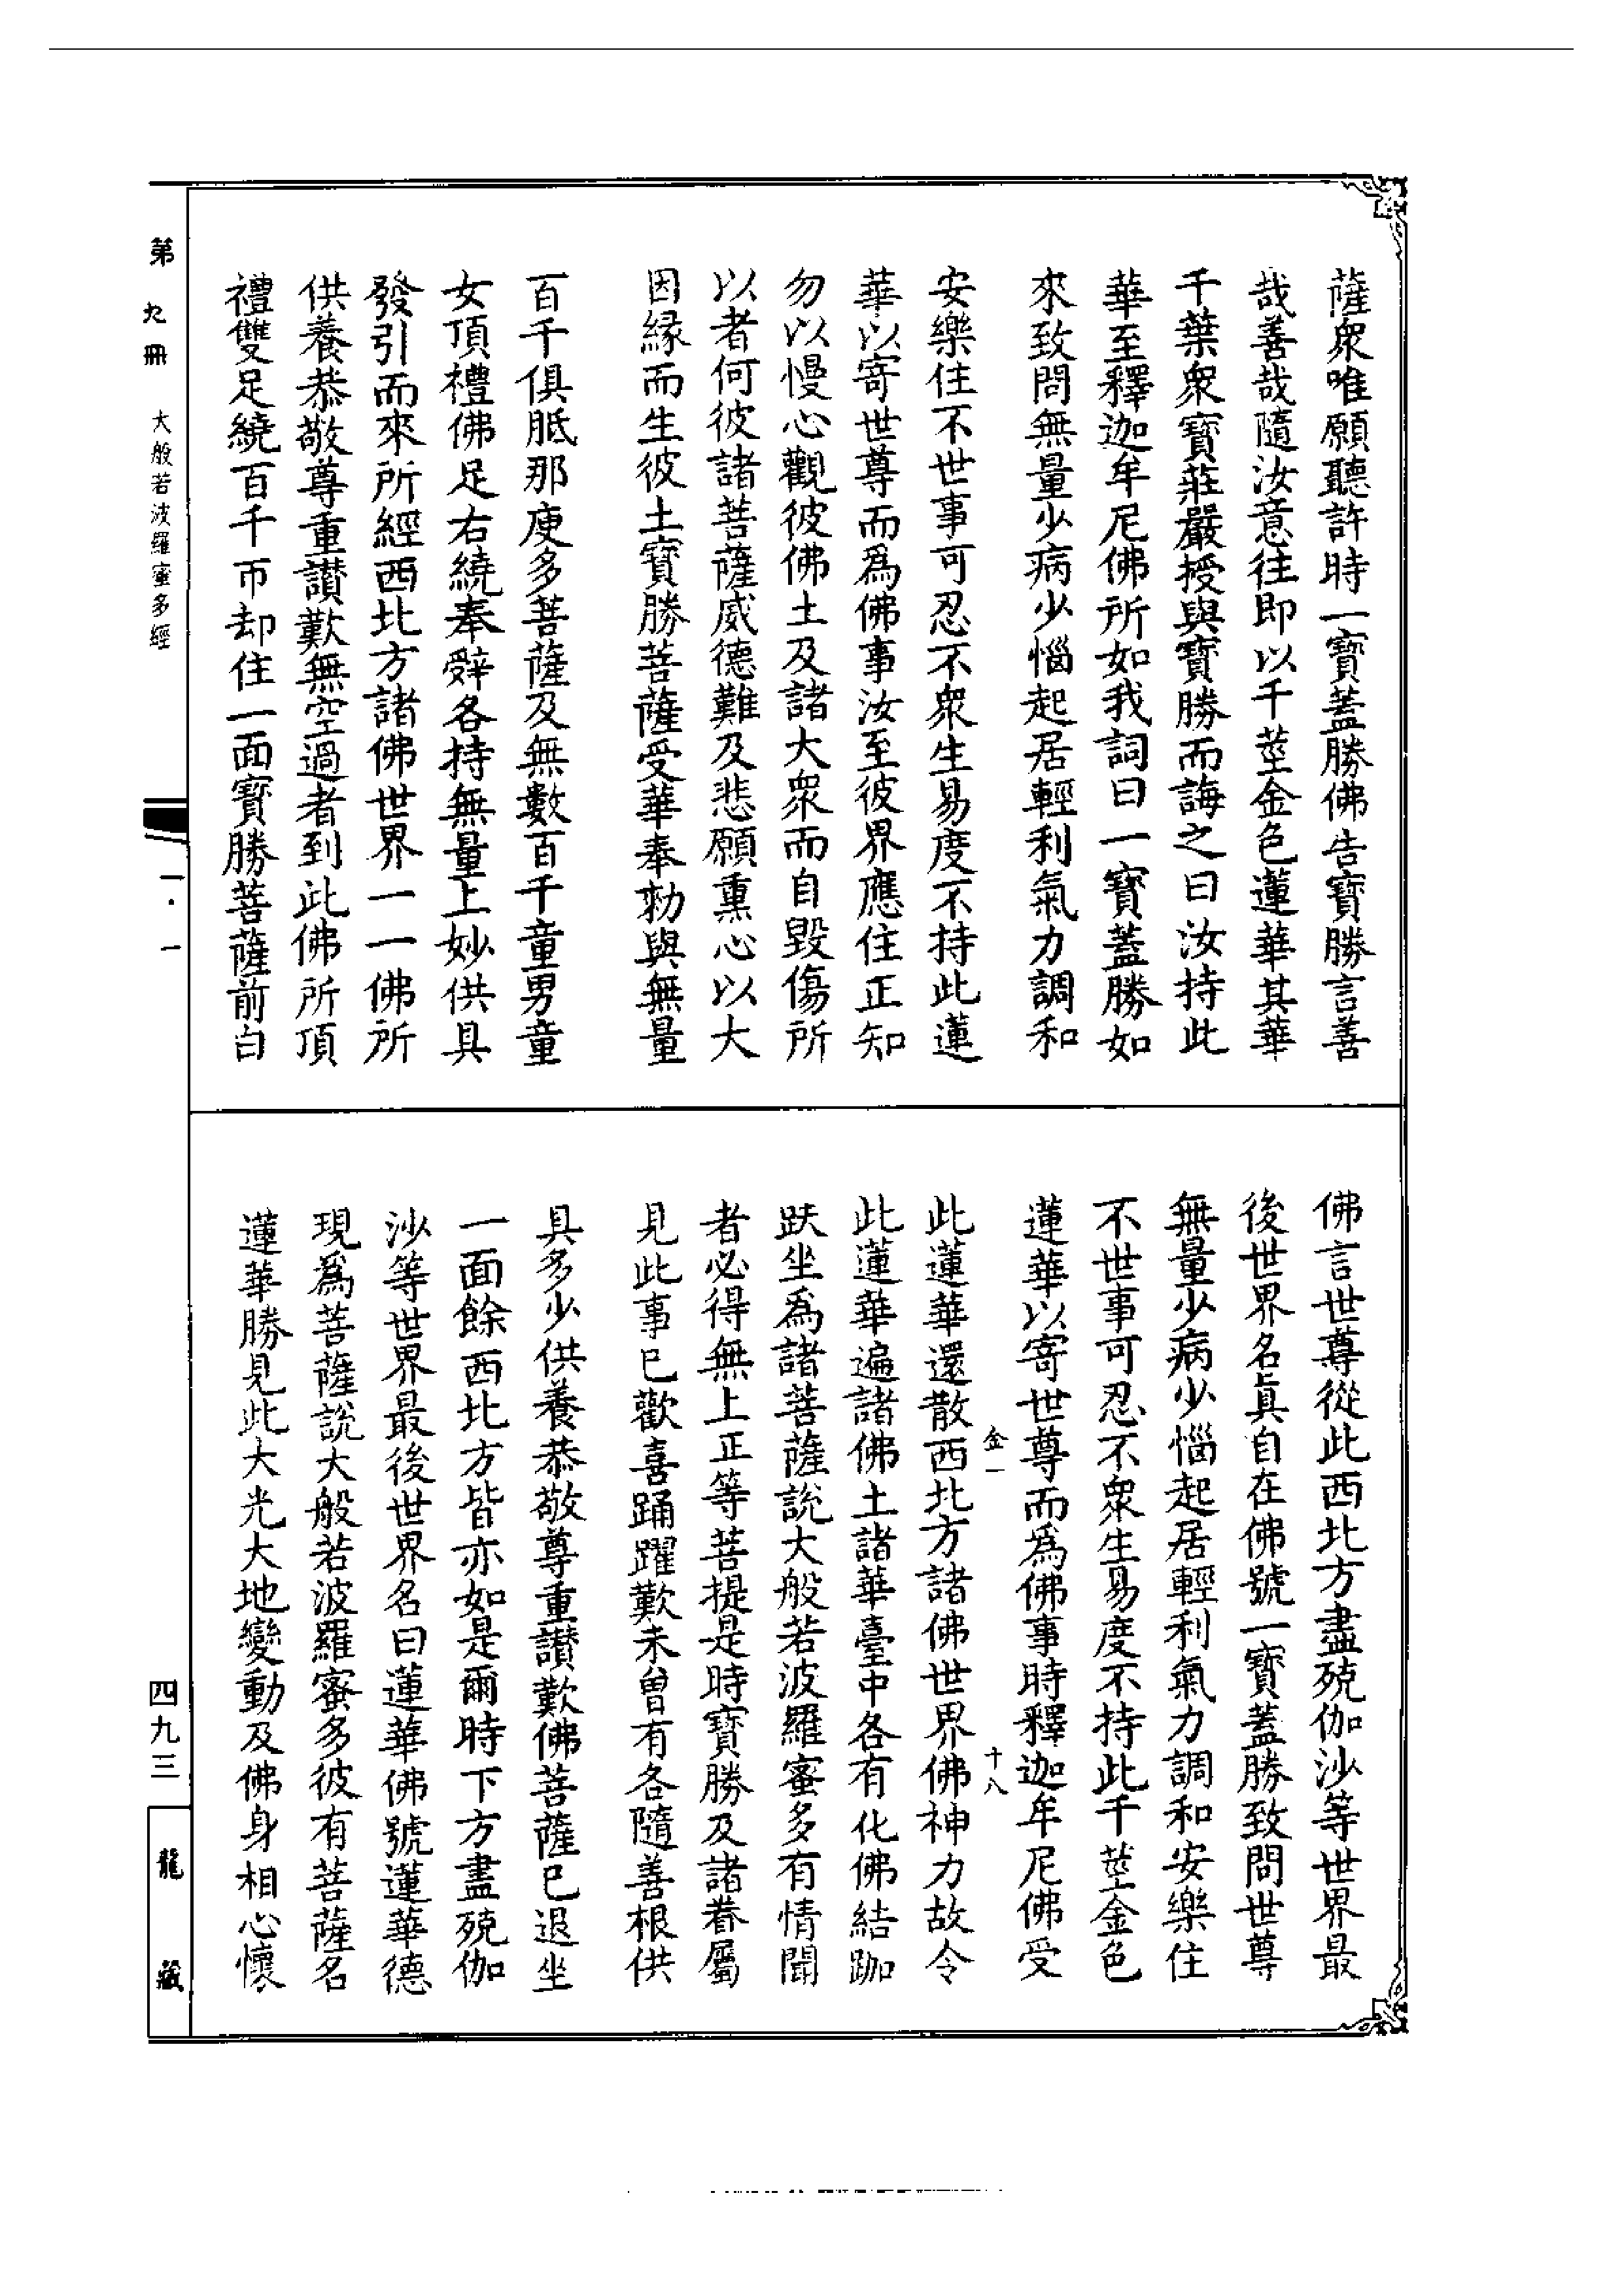 薩衆唯願聽許時一寶蓋勝佛告寶勝言善
哉善哉隨汝意往即以千莖金色蓮華其華
千葉衆寶莊嚴授與寶勝而誨之曰汝持此
華至釋迦牟尼佛所如我詞曰一寶蓋勝如
來致問無量少病少惱起居輕利氣力調和
安樂住不世事可忍不衆生易度不持此蓮
華以寄世尊而爲佛事汝至彼界應住正知
勿以慢心觀彼佛土及諸大衆而自毀傷所
以者何彼諸菩薩威德難及悲願熏心以大
因緣而生彼土寶勝菩薩受華奉勅與無量
百千俱胝那庾多菩薩及無數百千童男童
女頂禮佛足右繞奉辭各持無量上妙供具
發引而來所經西北方諸佛世界一一佛所
供養恭敬尊重讃歎無空過者到此佛所頂
禮雙足繞百千帀却住一面寶勝菩薩前白
佛言世尊從此西北方盡殑伽沙等世界最
後世界名眞自在佛號一寶蓋勝致問世尊
無量少病少惱起居輕利氣力調和安樂住
不世事可忍不衆生易度不持此千莖金色
蓮華以寄世尊而爲佛事時釋迦牟尼佛受
金一 十八
此蓮華還散西北方諸佛世界佛神力故令
此蓮華遍諸佛土諸華臺中各有化佛結跏
趺坐爲諸菩薩說大般若波羅蜜多有情聞
者必得無上正等菩提是時寶勝及諸眷屬
見此事已歡喜踊躍歎未曾有各隨善根供
具多少供養恭敬尊重讃歎佛菩薩已退坐
一面餘西北方皆亦如是爾時下方盡殑伽
沙等世界最後世界名曰蓮華佛號蓮華德
現爲菩薩說大般若波羅蜜多彼有菩薩名
蓮華勝見此大光大地變動及佛身相心懷
第九冊 大般若波羅蜜多經
一·一
四九三
龍藏